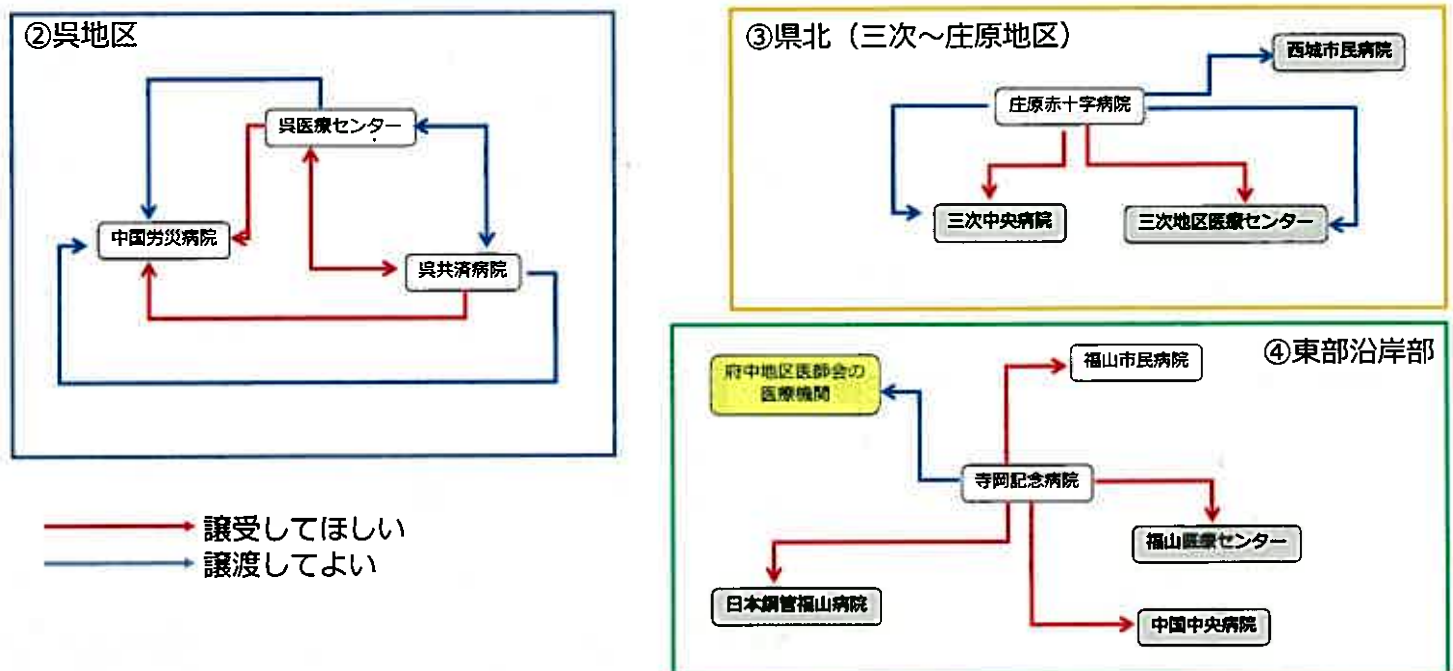 ②呉地区
呉医療センター
中国労災病院
呉共済病院
譲受してほしい
譲渡してよい
③県北（三次～庄原地区）
西城市民病院
庄原赤十字病院
三次中央病院
三次地区医療センター
④東部沿岸部
府中地区医師会の
医療機関
福山市民病院
寺岡記念病院
福山医療センター
日本鋼管福山病院
中国中央病院